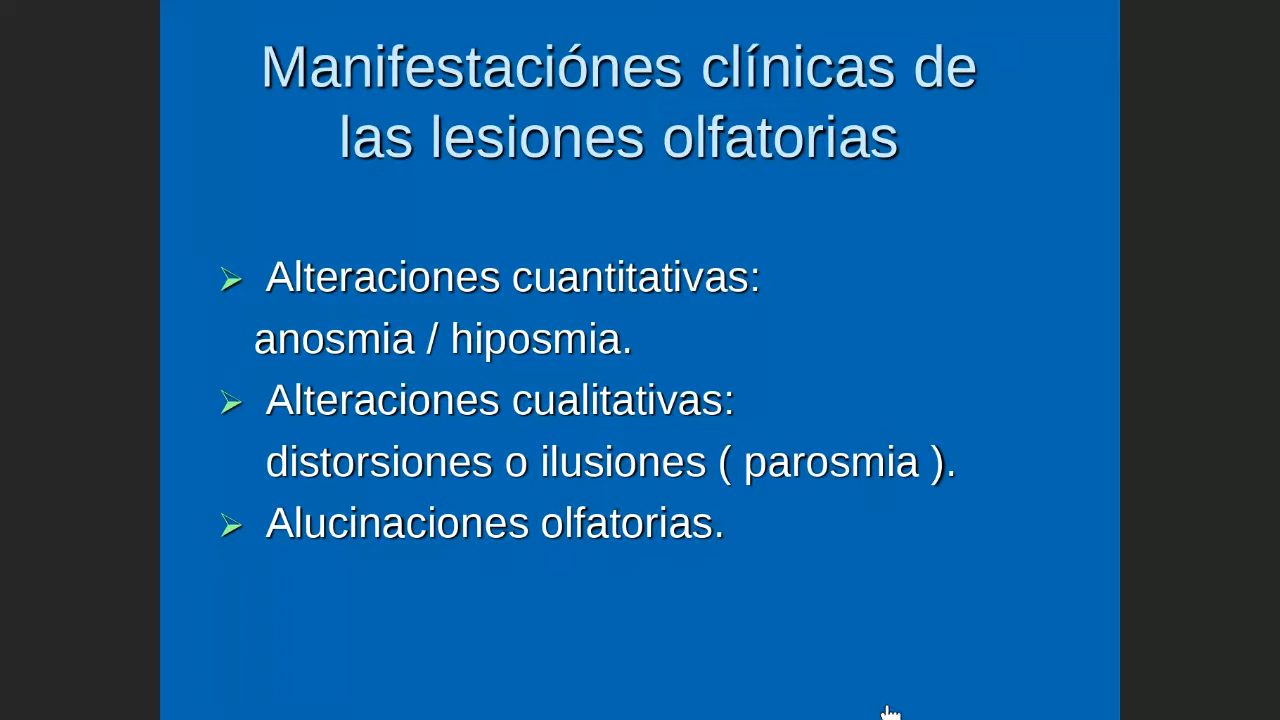 Manifestaciónes clínicas de
las lesiones olfatorias
Alteraciones cuantitativas:
anosmia / hiposmia.
Alteraciones cualitativas:
distorsiones o ilusiones ( parosmia ).
Alucinaciones olfatorias.